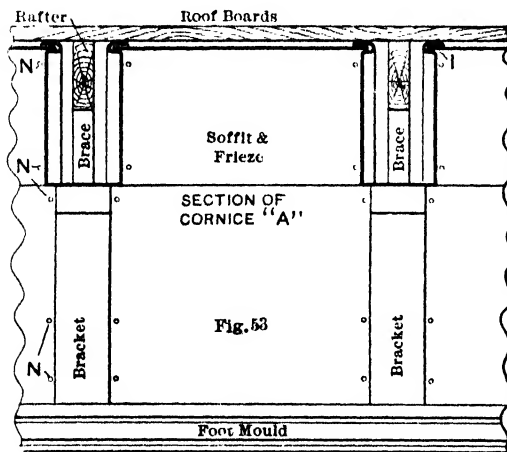 Rafter
Roof Boards
N
I
Brace
Soffit &
Frieze
Brace
N
SECTION OF
CORNICE "A"
Bracket
Fig. 53
Bracket
N
Foot Mould